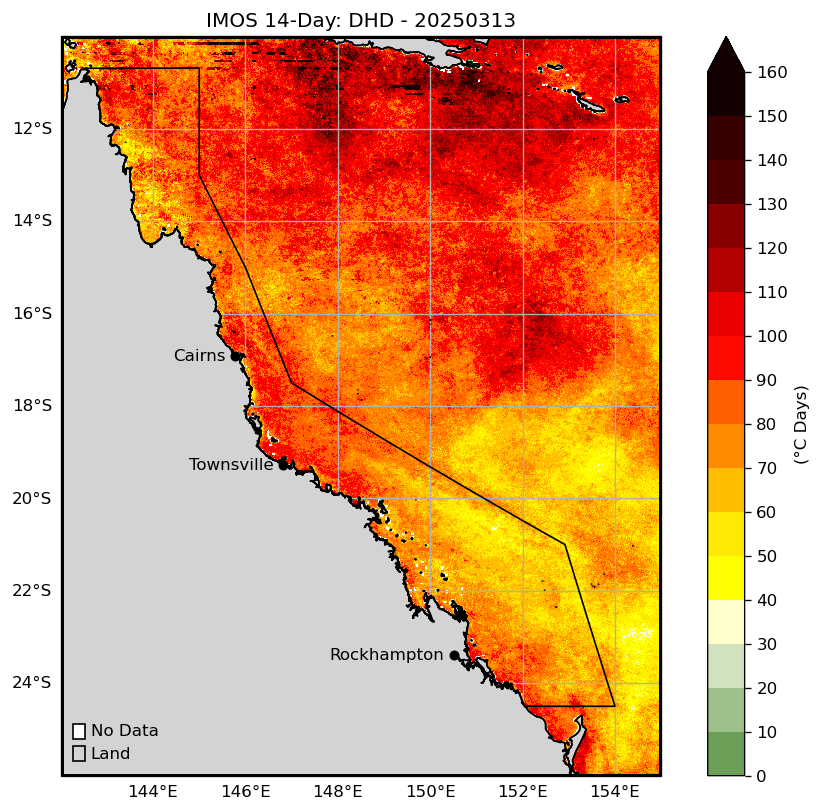 IMOS 14-Day: DHD - 20250313
12°S
14°S
16°S
18°S
20°S
22°S
24°S
Cairns
Townsville
Rockhampton
No Data
Land
144°E 146°E 148°E 150°E 152°E 154°E
160
150
140
130
120
110
100
90
80
70
60
50
40
30
20
10
0
(°C Days)